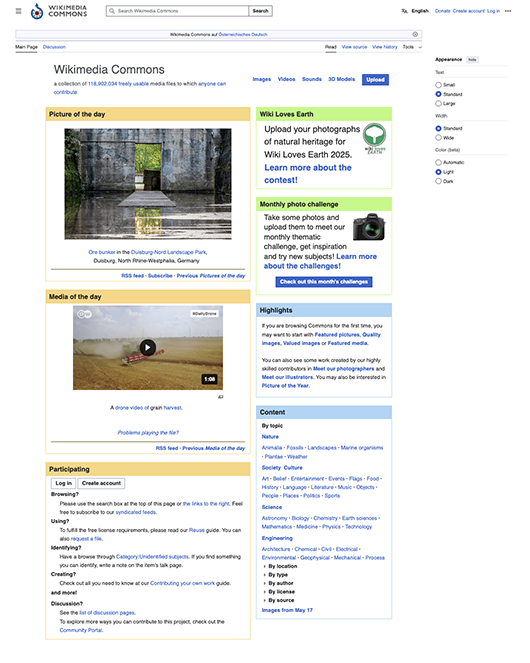 WIKIMEDIA
COMMONS
Search Wikimedia Commons
Search
English
Donate Create account Log in
Wikimedia Commons auf Österreichisches Deutsch
Main Page Discussion
Read View source View history Tools
Wikimedia Commons
a collection of 118,902,034 freely usable media files to which anyone can
contribute
Images Videos Sounds 3D Models Upload
Appearance hide
Text
Small
Standard
Large
Width
Standard
Wide
Color (beta)
Automatic
Light
Dark
Picture of the day
Ore bunker in the Duisburg-Nord Landscape Park,
Duisburg, North Rhine-Westphalia, Germany
RSS feed · Subscribe · Previous Pictures of the day
Media of the day
DW
#DailyDrone
1:08
A drone video of grain harvest.
Problems playing the file?
RSS feed · Previous Media of the day
Participating
Log in Create account
Browsing?
Please use the search box at the top of this page or the links to the right. Feel
free to subscribe to our syndicated feeds.
Using?
To fulfill the free license requirements, please read our Reuse guide. You can
also request a file.
Identifying?
Have a browse through Category:Unidentified subjects. If you find something
you can identify, write a note on the item's talk page.
Creating?
Check out all you need to know at our Contributing your own work guide.
and more!
Discussion?
See the list of discussion pages.
To explore more ways you can contribute to this project, check out the
Community Portal.
Wiki Loves Earth
Upload your photographs
of natural heritage for
Wiki Loves Earth 2025.
Learn more about the
contest!
wiki loves
EARTH
Monthly photo challenge
Take some photos and
upload them to meet our
monthly thematic
challenge, get inspiration
and try new subjects! Learn more
about the challenges!
Check out this month's challenges
Highlights
If you are browsing Commons for the first time, you
may want to start with Featured pictures, Quality
images, Valued images or Featured media.
You can also see some work created by our highly
skilled contributors in Meet our photographers and
Meet our illustrators. You may also be interested in
Picture of the Year.
Content
By topic
Nature
Animalia · Fossils · Landscapes · Marine organisms
· Plantae · Weather
Society Culture
Art · Belief · Entertainment · Events · Flags · Food ·
History · Language · Literature · Music · Objects ·
People · Places · Politics · Sports
Science
Astronomy · Biology · Chemistry · Earth sciences ·
Mathematics · Medicine · Physics · Technology
Engineering
Architecture · Chemical · Civil · Electrical ·
Environmental · Geophysical · Mechanical · Process
By location
By type
By author
By license
By source
Images from May 17